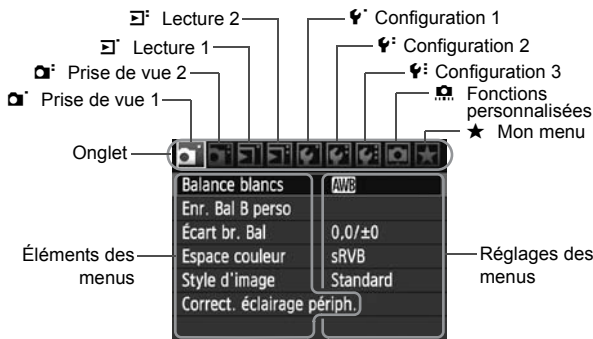 Lecture 2
Configuration 1
Lecture 1
Configuration 2
Prise de vue 2
Configuration 3
Prise de vue 1
Fonctions
personnalisées
★ Mon menu
Onglet
Balance blancs AWB
Enr. Bal B perso
Écart br. Bal 0,0/±0
Espace couleur sRVB
Style d'image Standard
Correct. éclairage périph.
Éléments des
menus
Réglages des
menus